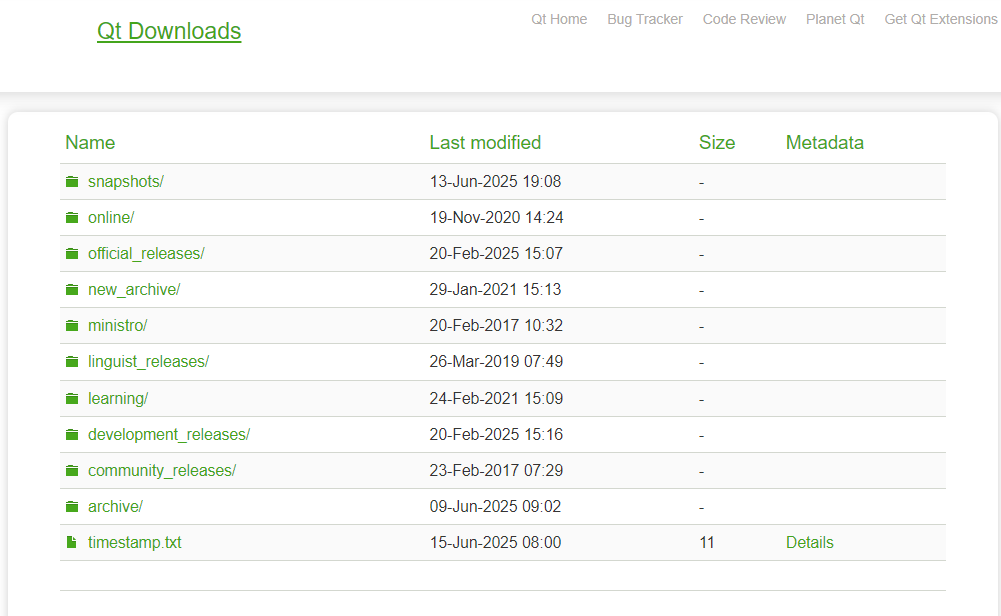 Qt Downloads
Qt Home Bug Tracker Code Review Planet Qt Get Qt Extensions
Name Last modified Size Metadata
snapshots/ 13-Jun-2025 19:08 -
online/ 19-Nov-2020 14:24 -
official_releases/ 20-Feb-2025 15:07 -
new_archive/ 29-Jan-2021 15:13 -
ministro/ 20-Feb-2017 10:32 -
linguist_releases/ 26-Mar-2019 07:49 -
learning/ 24-Feb-2021 15:09 -
development_releases/ 20-Feb-2025 15:16 -
community_releases/ 23-Feb-2017 07:29 -
archive/ 09-Jun-2025 09:02 -
timestamp.txt 15-Jun-2025 08:00 11 Details